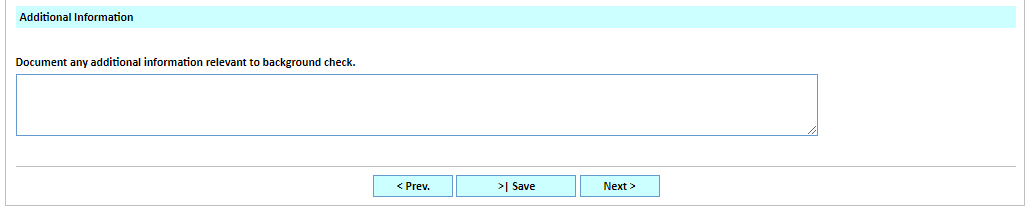 Additional Information
Document any additional information relevant to background check.
< Prev.
>| Save
Next >